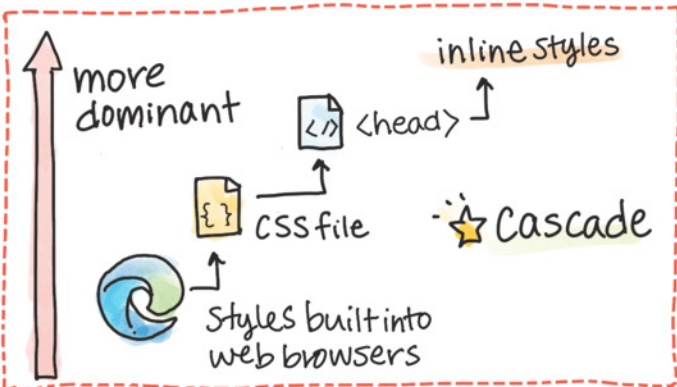 inline styles
more
dominant
</> <head>
{ } CSS file
Cascade
Styles built into
web browsers